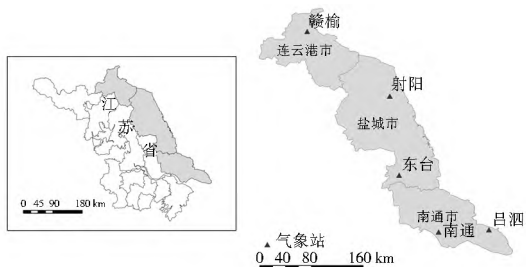 江
苏
省
0 45 90 180 km
赣榆
连云港市
射阳
盐城市
东台
南通市
南通
吕泗
气象站
0 40 80 160 km